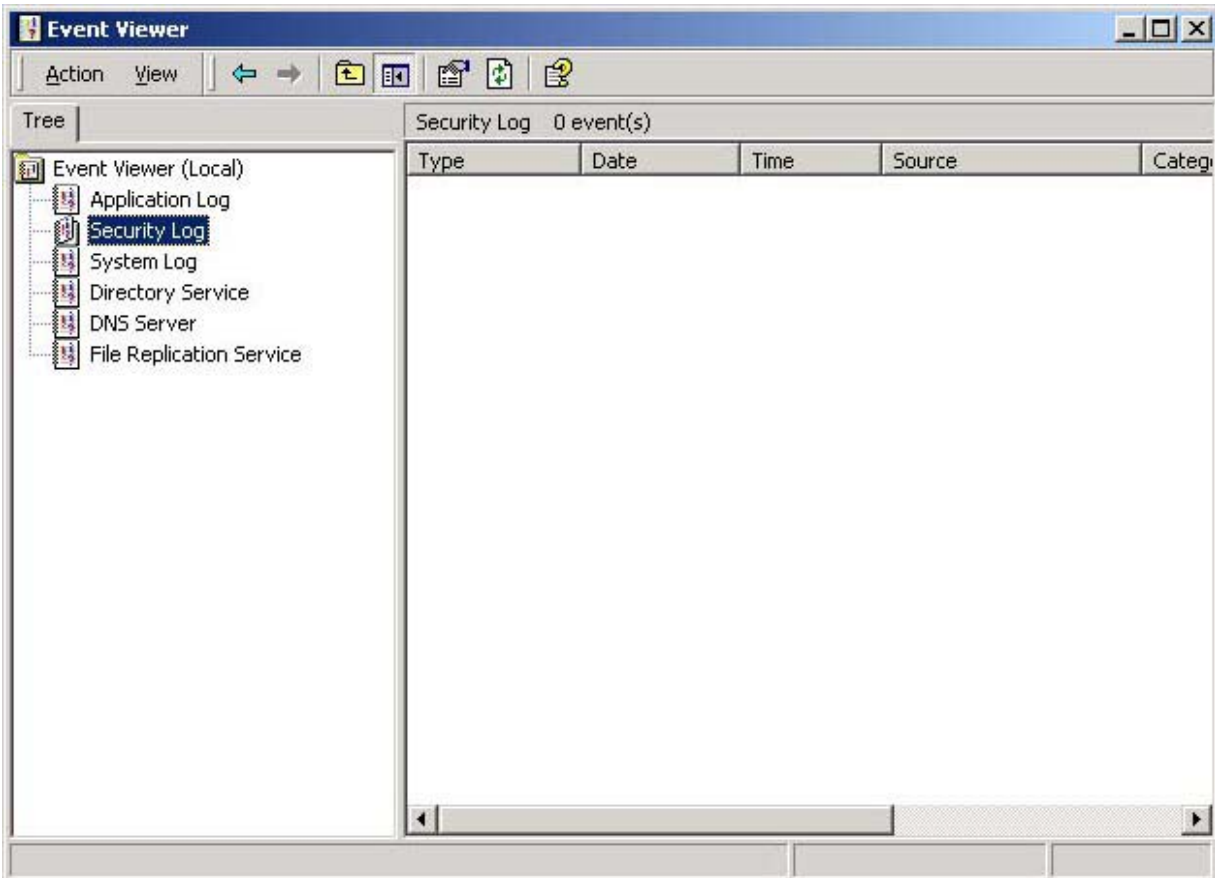 Event Viewer
Action View
Tree
Security Log 0 event(s)
Type Date Time Source Catego
Event Viewer (Local)
Application Log
Security Log
System Log
Directory Service
DNS Server
File Replication Service